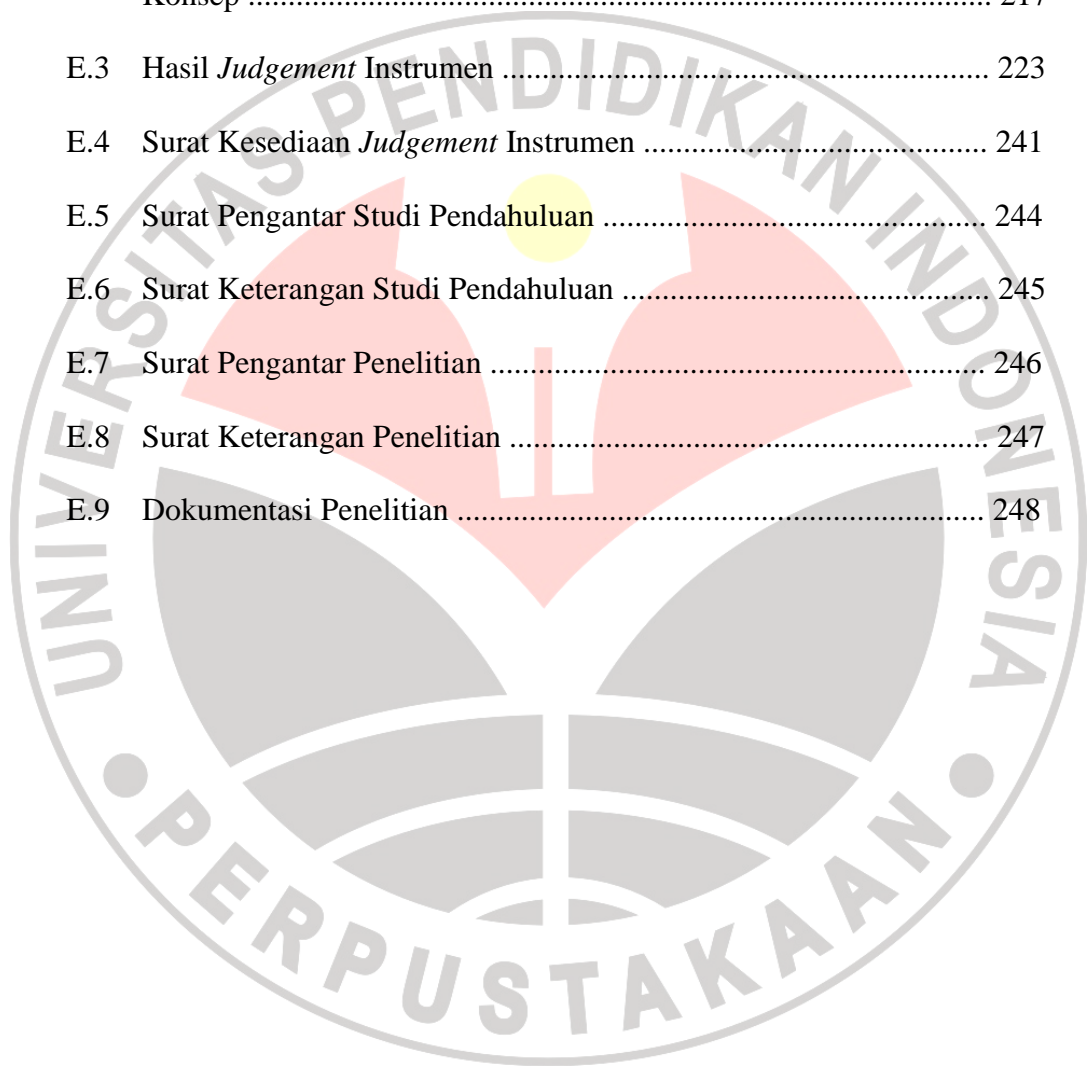 Konsep ........................................................................................ 217
E.3 Hasil Judgement Instrumen .......................................................... 223
E.4 Surat Kesediaan Judgement Instrumen ......................................... 241
E.5 Surat Pengantar Studi Pendahuluan .............................................. 244
E.6 Surat Keterangan Studi Pendahuluan ............................................ 245
E.7 Surat Pengantar Penelitian ........................................................... 246
E.8 Surat Keterangan Penelitian ......................................................... 247
E.9 Dokumentasi Penelitian ............................................................... 248
UNIVERSITAS PENDIDIKAN INDONESIA
PERPUSTAKAAN